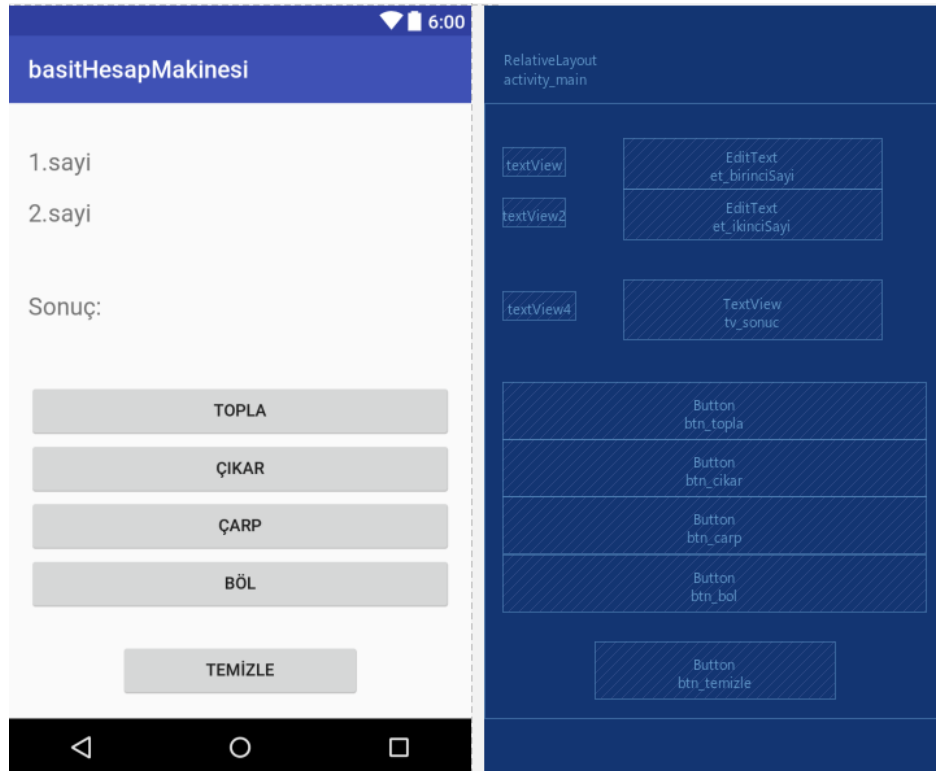 6:00
basitHesapMakinesi
1.sayi
2.sayi
Sonuç:
TOPLA
ÇIKAR
ÇARP
BÖL
TEMİZLE
RelativeLayout
activity_main
textView
EditText
et_birinciSayi
textView2
EditText
et_ikinciSayi
textView4
TextView
tv_sonuc
Button
btn_topla
Button
btn_cikar
Button
btn_carp
Button
btn_bol
Button
btn_temizle